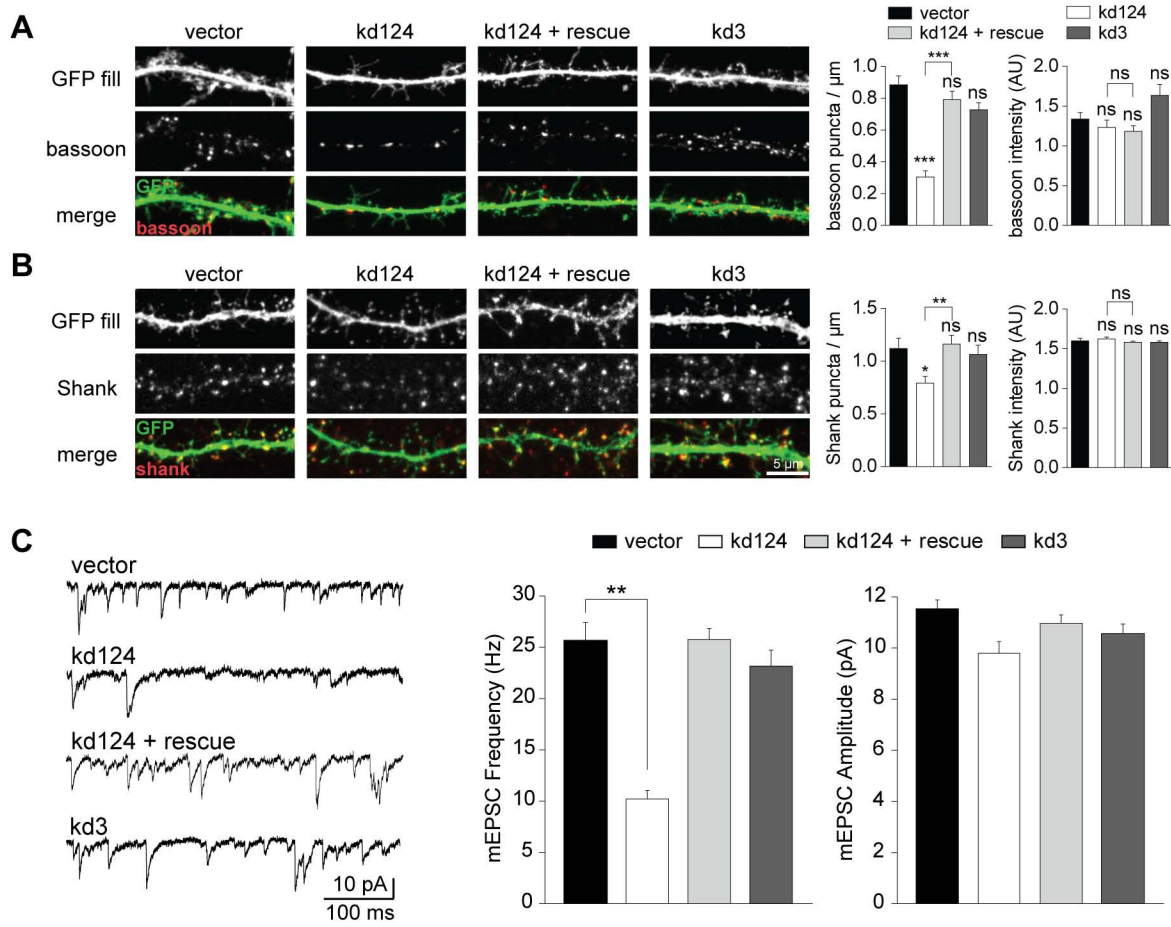 A
vector kd124 kd124 + rescue kd3
GFP fill
bassoon
merge
GFP
bassoon
vector kd124
kd124 + rescue kd3
bassoon puncta / µm
1.0
0.8
0.6
0.4
0.2
0.0
*** *** ns ns
bassoon intensity (AU)
2.0
1.5
1.0
0.5
0.0
ns ns ns ns
B
vector kd124 kd124 + rescue kd3
GFP fill
Shank
merge
GFP
shank
5 µm
Shank puncta / µm
1.5
1.0
0.5
0.0
** * ns ns
Shank intensity (AU)
2.0
1.5
1.0
0.5
0.0
ns ns ns ns
C
vector
kd124
kd124 + rescue
kd3
10 pA
100 ms
vector kd124 kd124 + rescue kd3
mEPSC Frequency (Hz)
30
25
20
15
10
5
0
**
mEPSC Amplitude (pA)
12
10
8
6
4
2
0